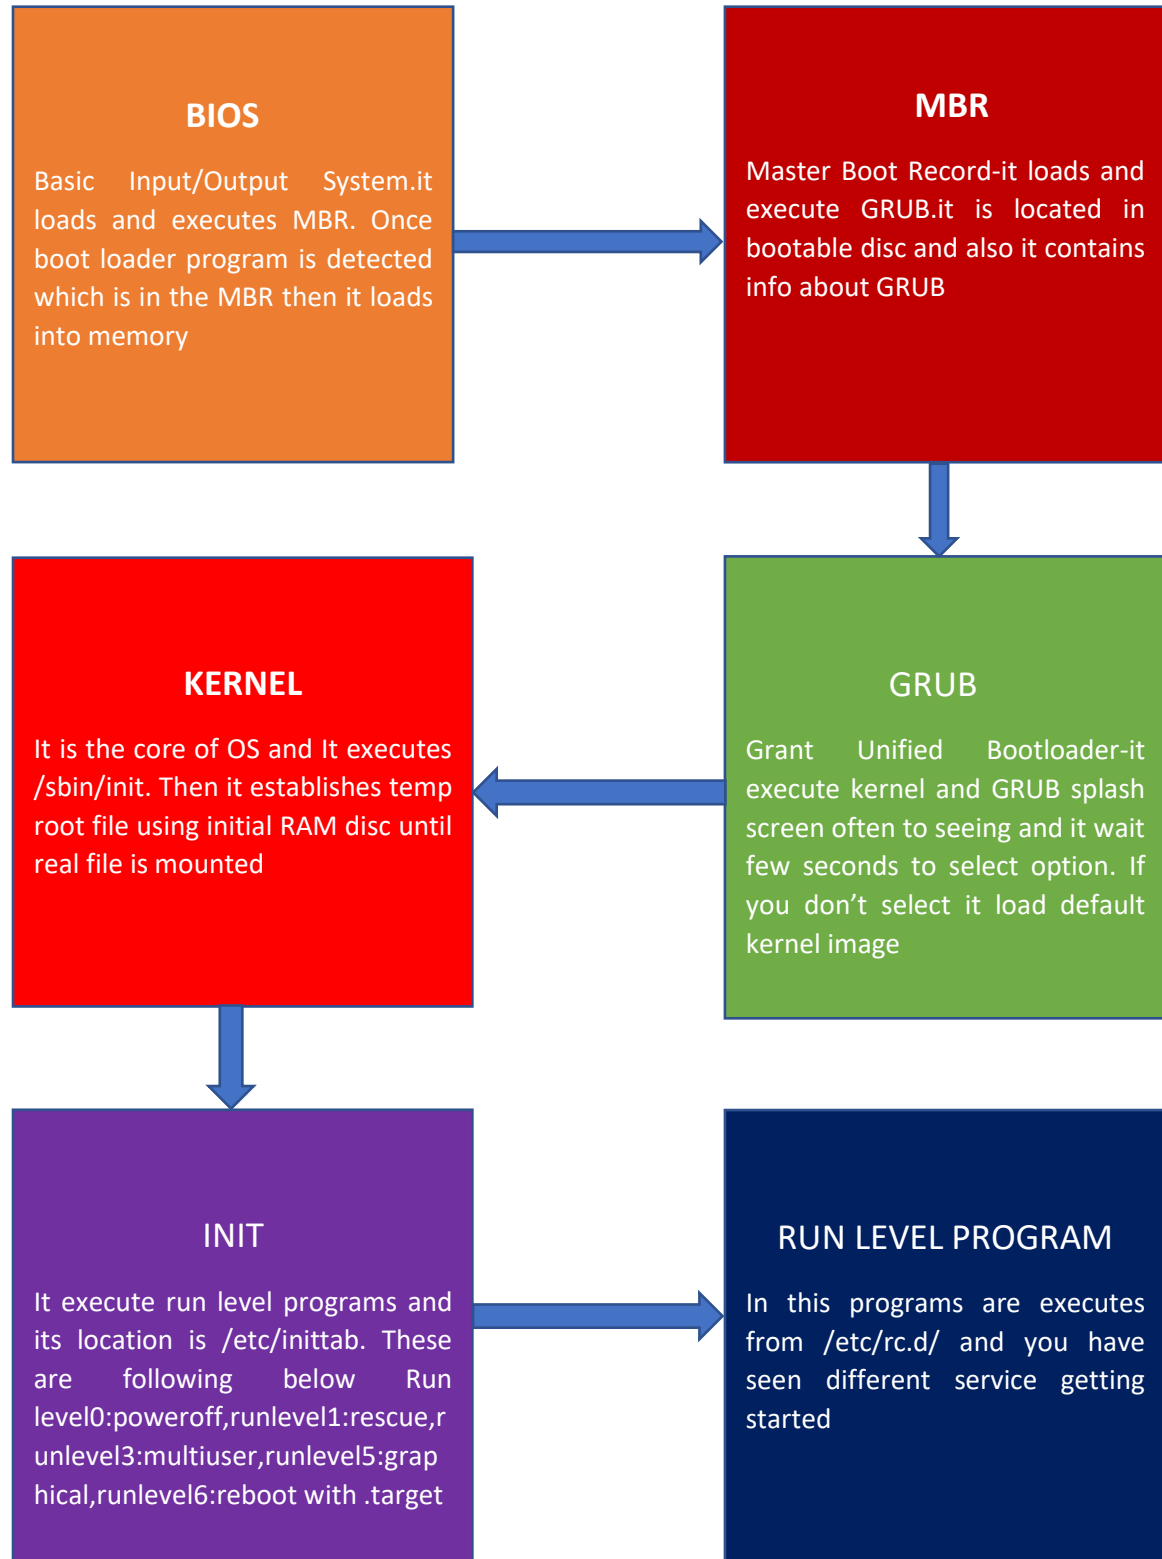 BIOS
Basic Input/Output System.it
loads and executes MBR. Once
boot loader program is detected
which is in the MBR then it loads
into memory
MBR
Master Boot Record-it loads and
execute GRUB.it is located in
bootable disc and also it contains
info about GRUB
GRUB
Grant Unified Bootloader-it
execute kernel and GRUB splash
screen often to seeing and it wait
few seconds to select option. If
you don’t select it load default
kernel image
KERNEL
It is the core of OS and It executes
/sbin/init. Then it establishes temp
root file using initial RAM disc until
real file is mounted
INIT
It execute run level programs and
its location is /etc/inittab. These
are following below Run
level0:poweroff,runlevel1:rescue,r
unlevel3:multiuser,runlevel5:grap
hical,runlevel6:reboot with .target
RUN LEVEL PROGRAM
In this programs are executes
from /etc/rc.d/ and you have
seen different service getting
started